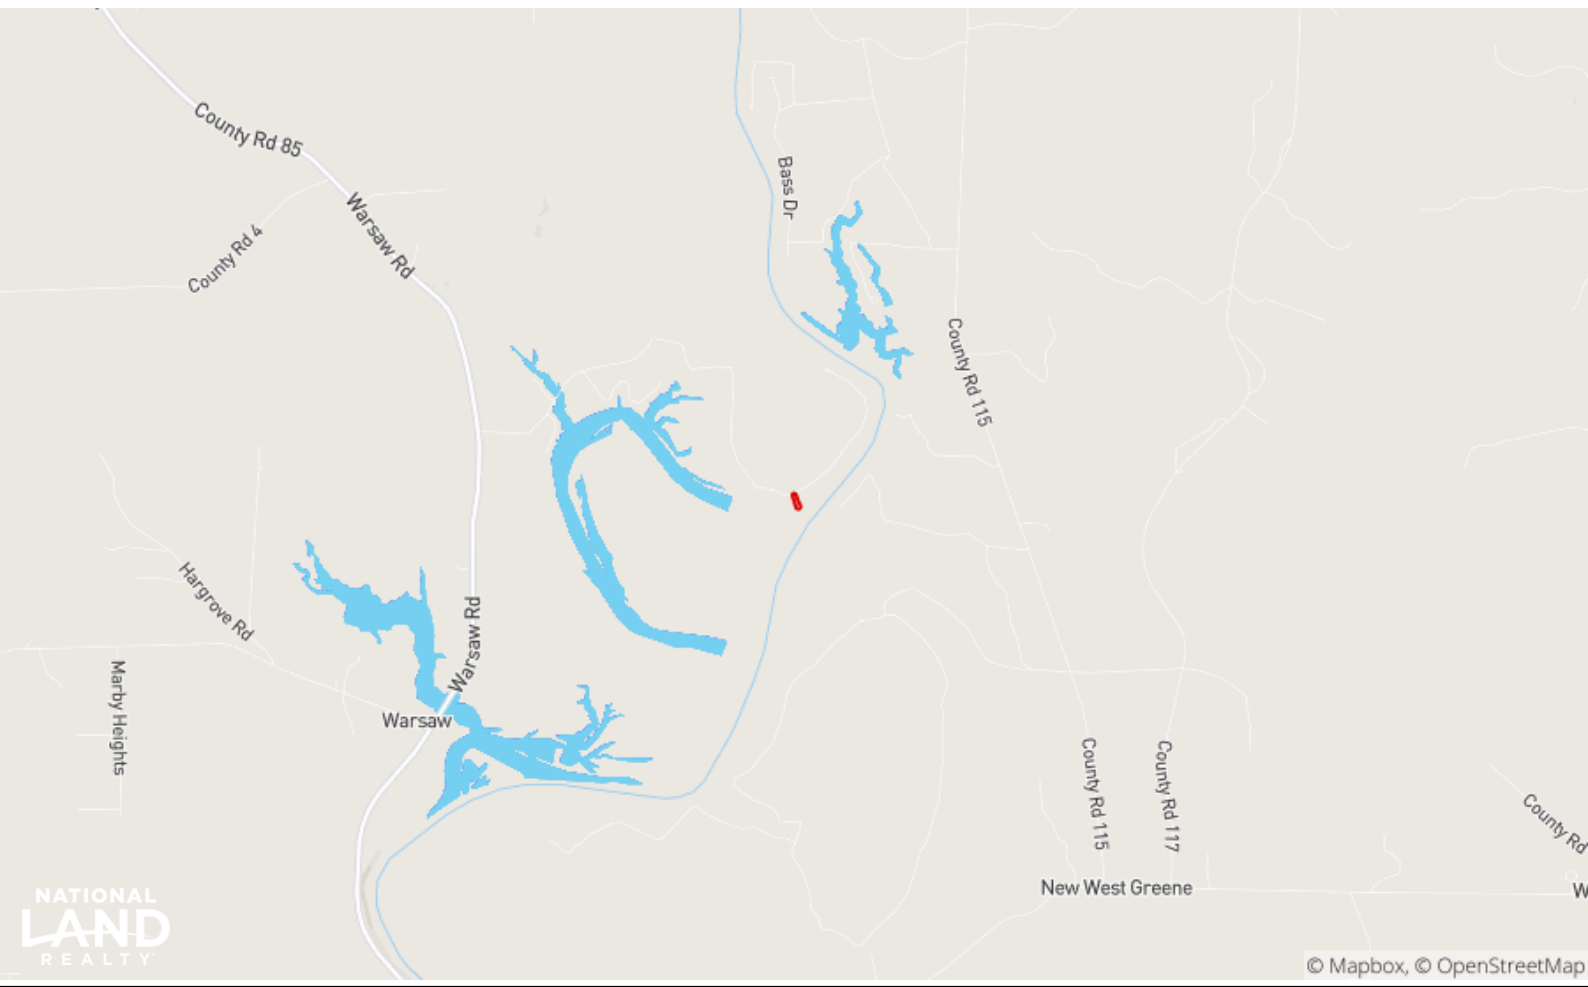 County Rd 85
Bass Dr
Warsaw Rd
County Rd 4
County Rd 115
Hargrove Rd
Warsaw Rd
Marby Heights
Warsaw
County Rd 115
County Rd 117
County Rd
New West Greene
W
NATIONAL
LAND
REALTY
© Mapbox, © OpenStreetMap